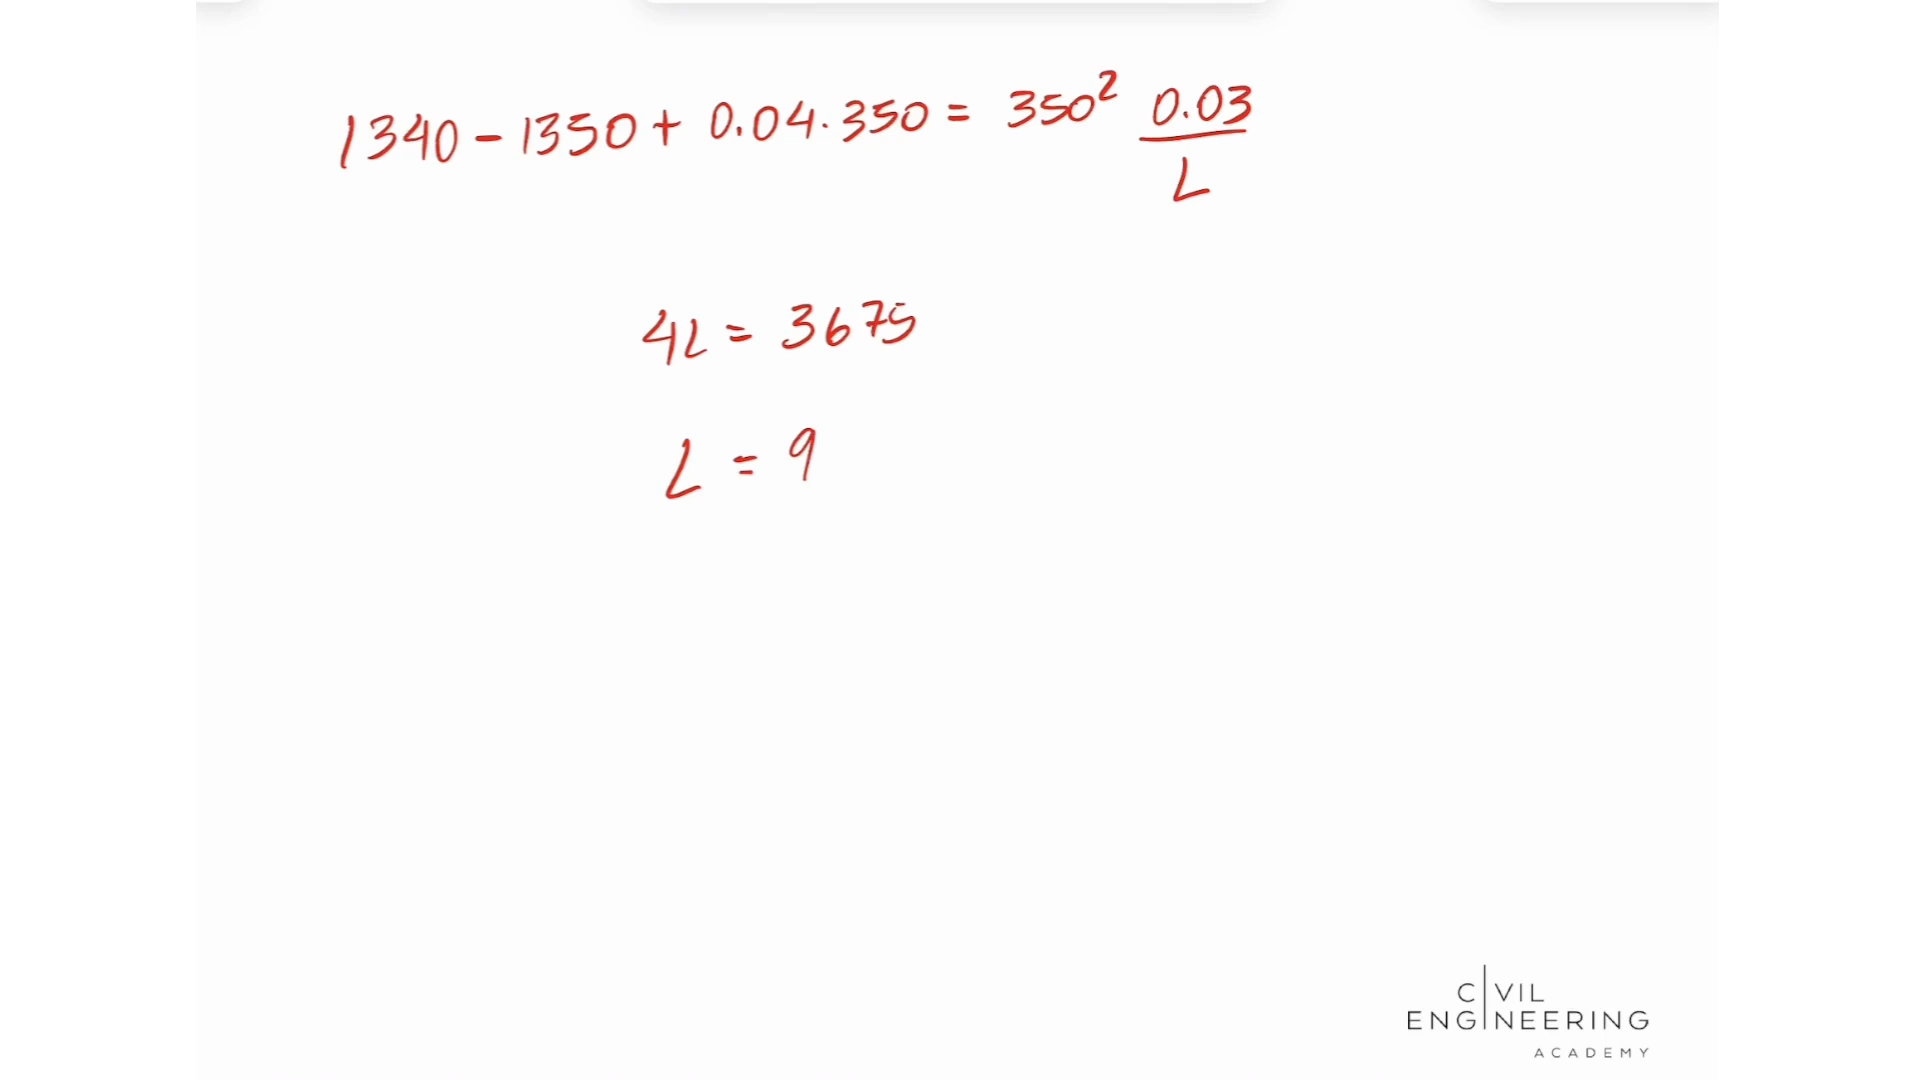 1340 - 1350 + 0.04 · 350 = 350² 0.03/L
4L = 3675
L = 9
CIVIL
ENGINEERING
ACADEMY